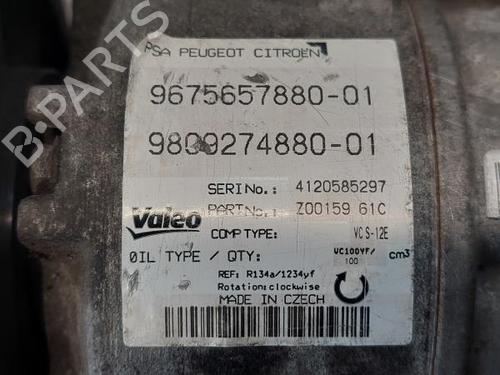 PSA PEUGEOT CITROEN
9675657880-01
9809274880-01
SERI No.: 4120585297
Valeo
PART No.: Z00159 61C
COMP TYPE: VC S-12E
OIL TYPE / QTY: VC100YF/ 100 cm3
REF: R134a/1234yf
Rotation:clockwise
MADE IN CZECH
B-PARTS